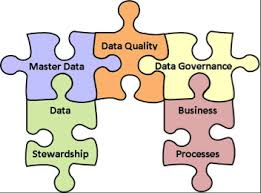 Data Quality
Master Data
Data Governance
Data
Stewardship
Business
Processes